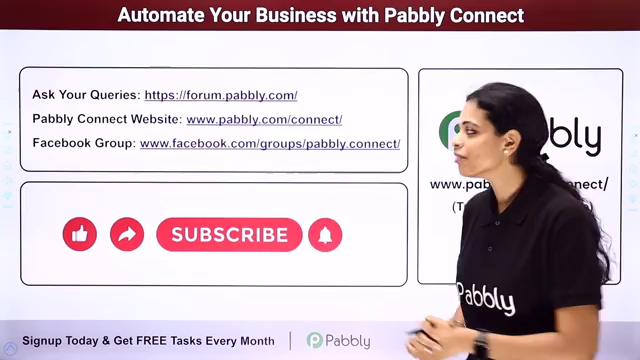 Automate Your Business with Pabbly Connect
Ask Your Queries: https://forum.pabbly.com/
Pabbly Connect Website: www.pabbly.com/connect/
Facebook Group: www.facebook.com/groups/pabbly.connect/
SUBSCRIBE
Pabbly
Signup Today & Get FREE Tasks Every Month
Pabbly